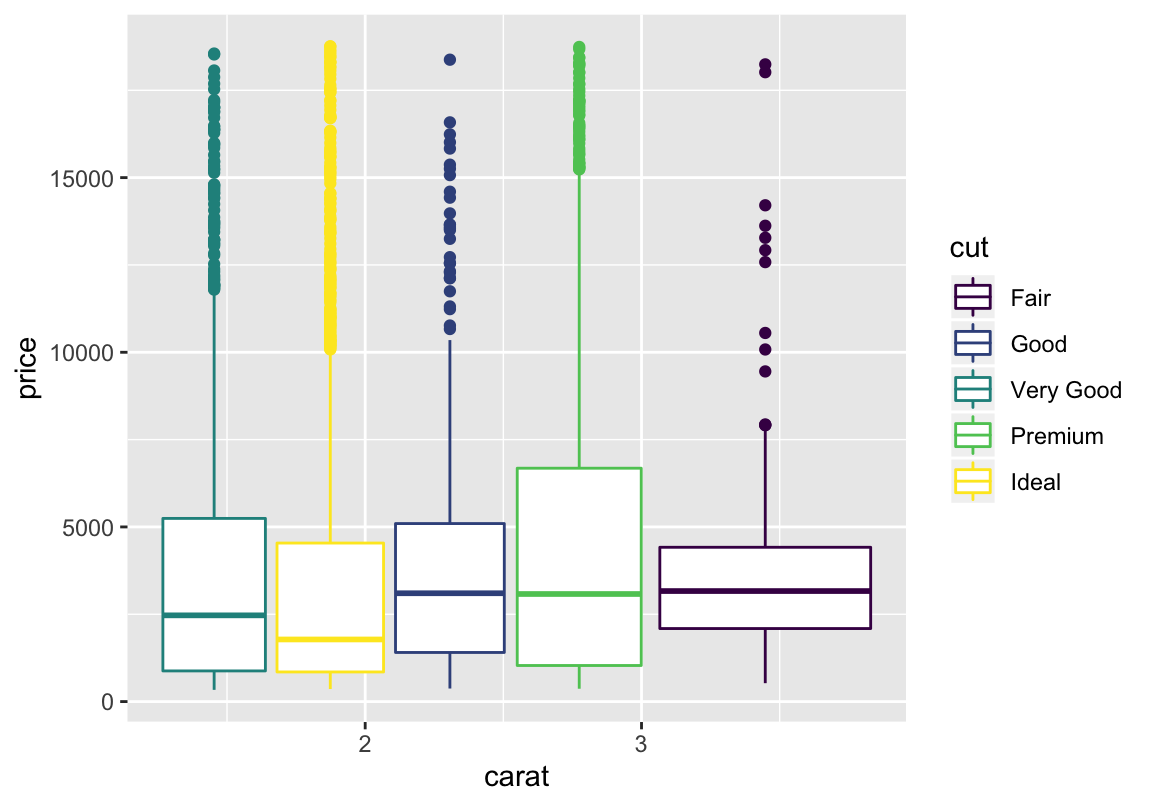 15000
10000
5000
0
price
2
3
carat
cut
Fair
Good
Very Good
Premium
Ideal